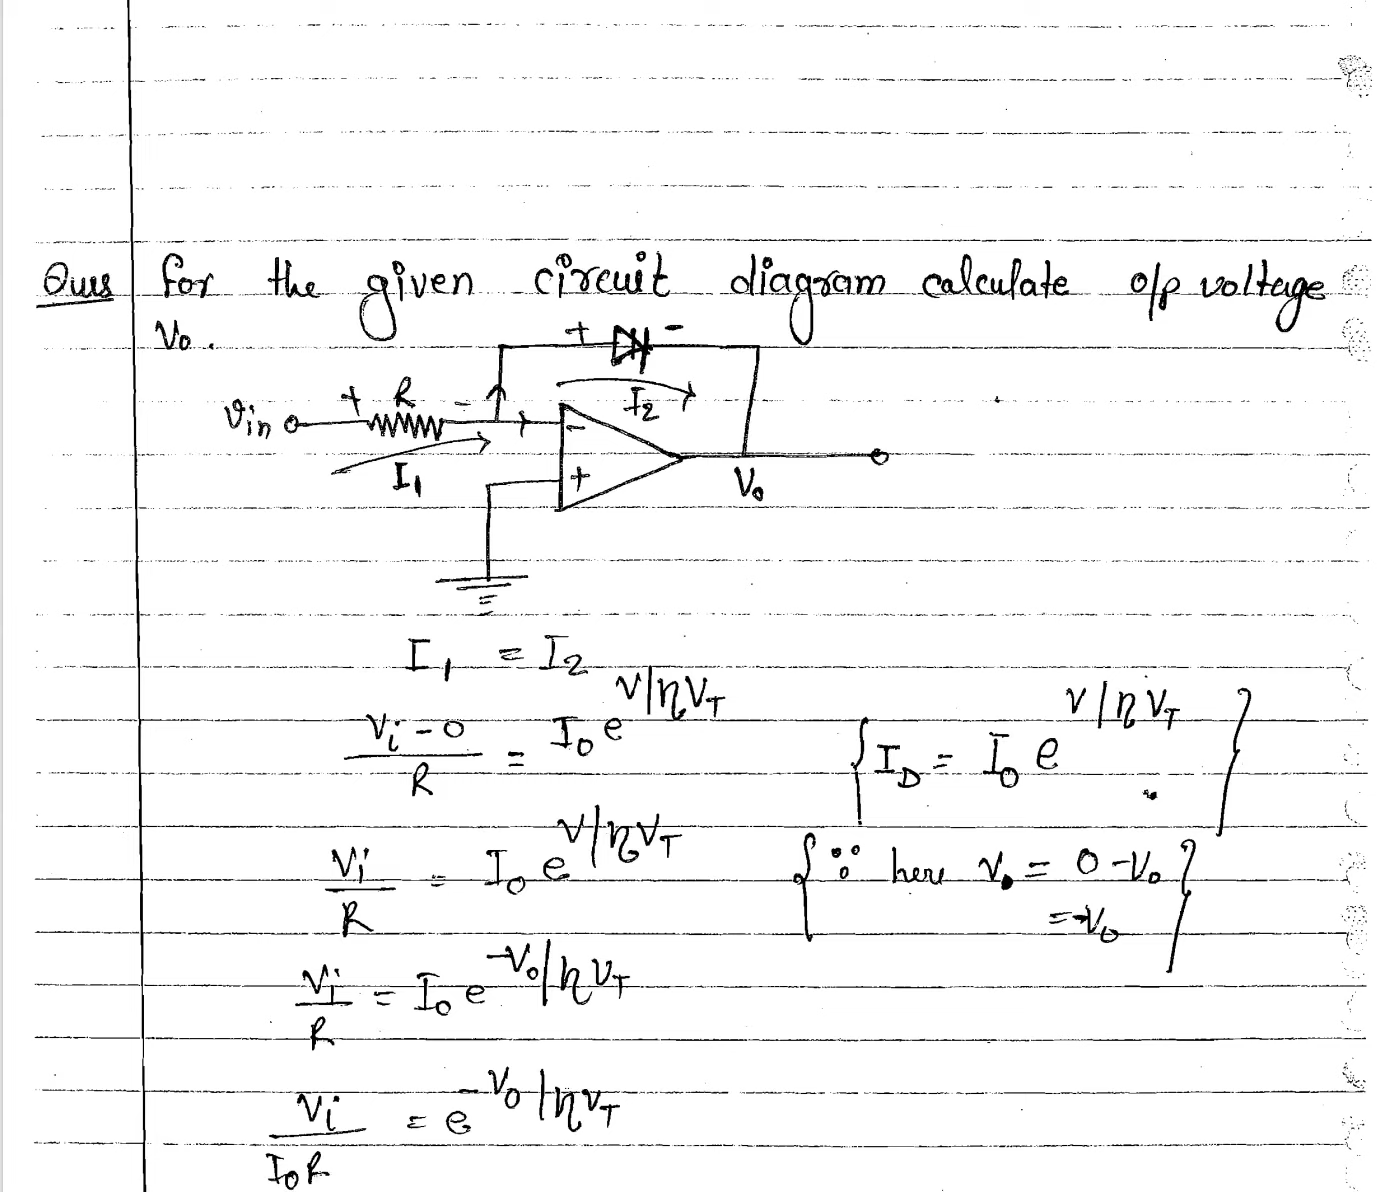 Ques for the given circuit diagram calculate o/p voltage
Vo.
+ -
+ R -
Vin
I2
-
I1
+
Vo
I1 = I2
(Vi-0)/R = Io e^(V/ηVT) {ID = Io e^(V/ηVT)}
Vi/R = Io e^(V/ηVT) {∵ here V = 0-Vo
= -Vo}
Vi/R = Io e^(-Vo/ηVT)
Vi/(IoR) = e^(-Vo/ηVT)